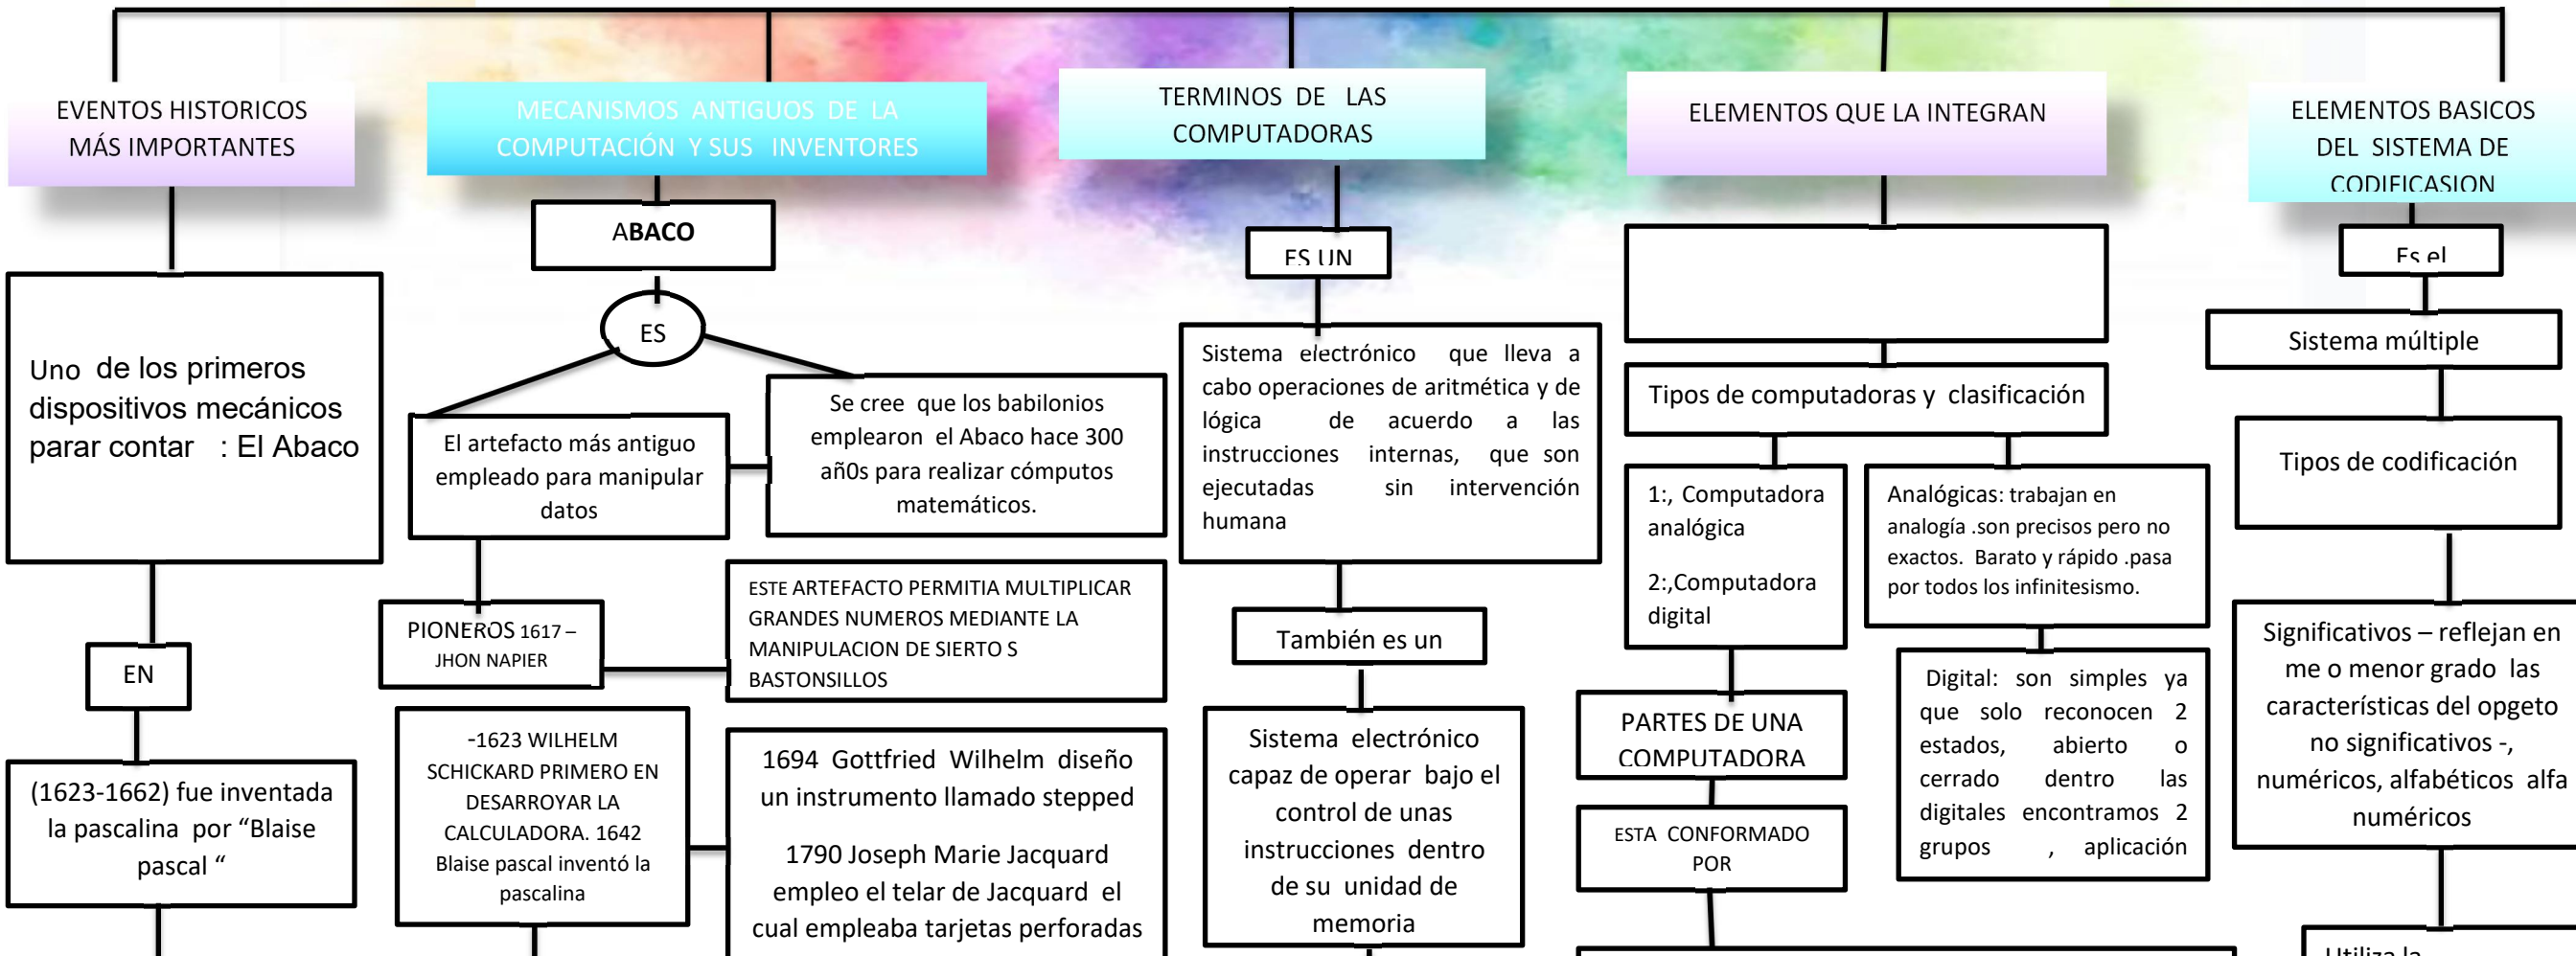 EVENTOS HISTORICOS
MÁS IMPORTANTES
Uno de los primeros
dispositivos mecánicos
parar contar : El Abaco
EN
(1623-1662) fue inventada
la pascalina por “Blaise
pascal “
MECANISMOS ANTIGUOS DE LA
COMPUTACIÓN Y SUS INVENTORES
ABACO
ES
El artefacto más antiguo
empleado para manipular
datos
Se cree que los babilonios
emplearon el Abaco hace 300
añ0s para realizar cómputos
matemáticos.
PIONEROS 1617 –
JHON NAPIER
ESTE ARTEFACTO PERMITIA MULTIPLICAR
GRANDES NUMEROS MEDIANTE LA
MANIPULACION DE SIERTO S
BASTONSILLOS
-1623 WILHELM
SCHICKARD PRIMERO EN
DESARROYAR LA
CALCULADORA. 1642
Blaise pascal inventó la
pascalina
1694 Gottfried Wilhelm diseño
un instrumento llamado stepped
1790 Joseph Marie Jacquard
empleo el telar de Jacquard el
cual empleaba tarjetas perforadas
TERMINOS DE LAS
COMPUTADORAS
ES UN
Sistema electrónico que lleva a
cabo operaciones de aritmética y de
lógica de acuerdo a las
instrucciones internas, que son
ejecutadas sin intervención
humana
También es un
Sistema electrónico
capaz de operar bajo el
control de unas
instrucciones dentro
de su unidad de
memoria
ELEMENTOS QUE LA INTEGRAN
Tipos de computadoras y clasificación
1:, Computadora
analógica
2:,Computadora
digital
Analógicas: trabajan en
analogía .son precisos pero no
exactos. Barato y rápido .pasa
por todos los infinitesismo.
Digital: son simples ya
que solo reconocen 2
estados, abierto o
cerrado dentro las
digitales encontramos 2
grupos , aplicación
PARTES DE UNA
COMPUTADORA
ESTA CONFORMADO
POR
ELEMENTOS BASICOS
DEL SISTEMA DE
CODIFICASION
Es el
Sistema múltiple
Tipos de codificación
Significativos – reflejan en
me o menor grado las
características del opgeto
no significativos -,
numéricos, alfabéticos alfa
numéricos
Utiliza la